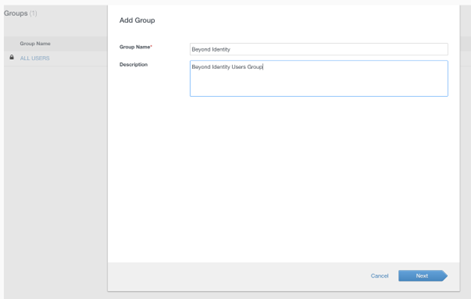 Groups (1)
Add Group
Group Name
ALL USERS
Group Name*
Beyond Identity
Description
Beyond Identity Users Group
Cancel
Next